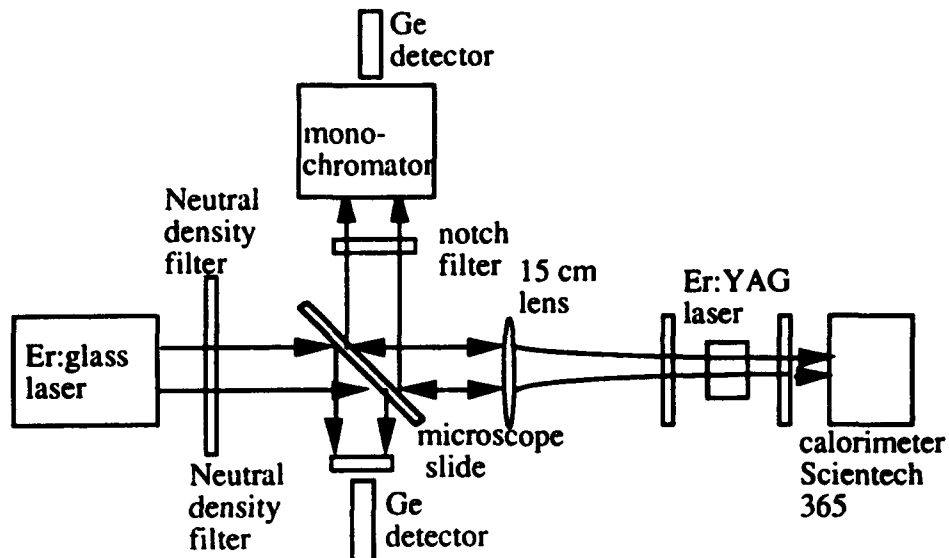 Ge
detector
mono-
chromator
Neutral
density
filter
notch
filter
15 cm
lens
Er:YAG
laser
Er:glass
laser
microscope
slide
calorimeter
Scientech
365
Neutral
density
filter
Ge
detector